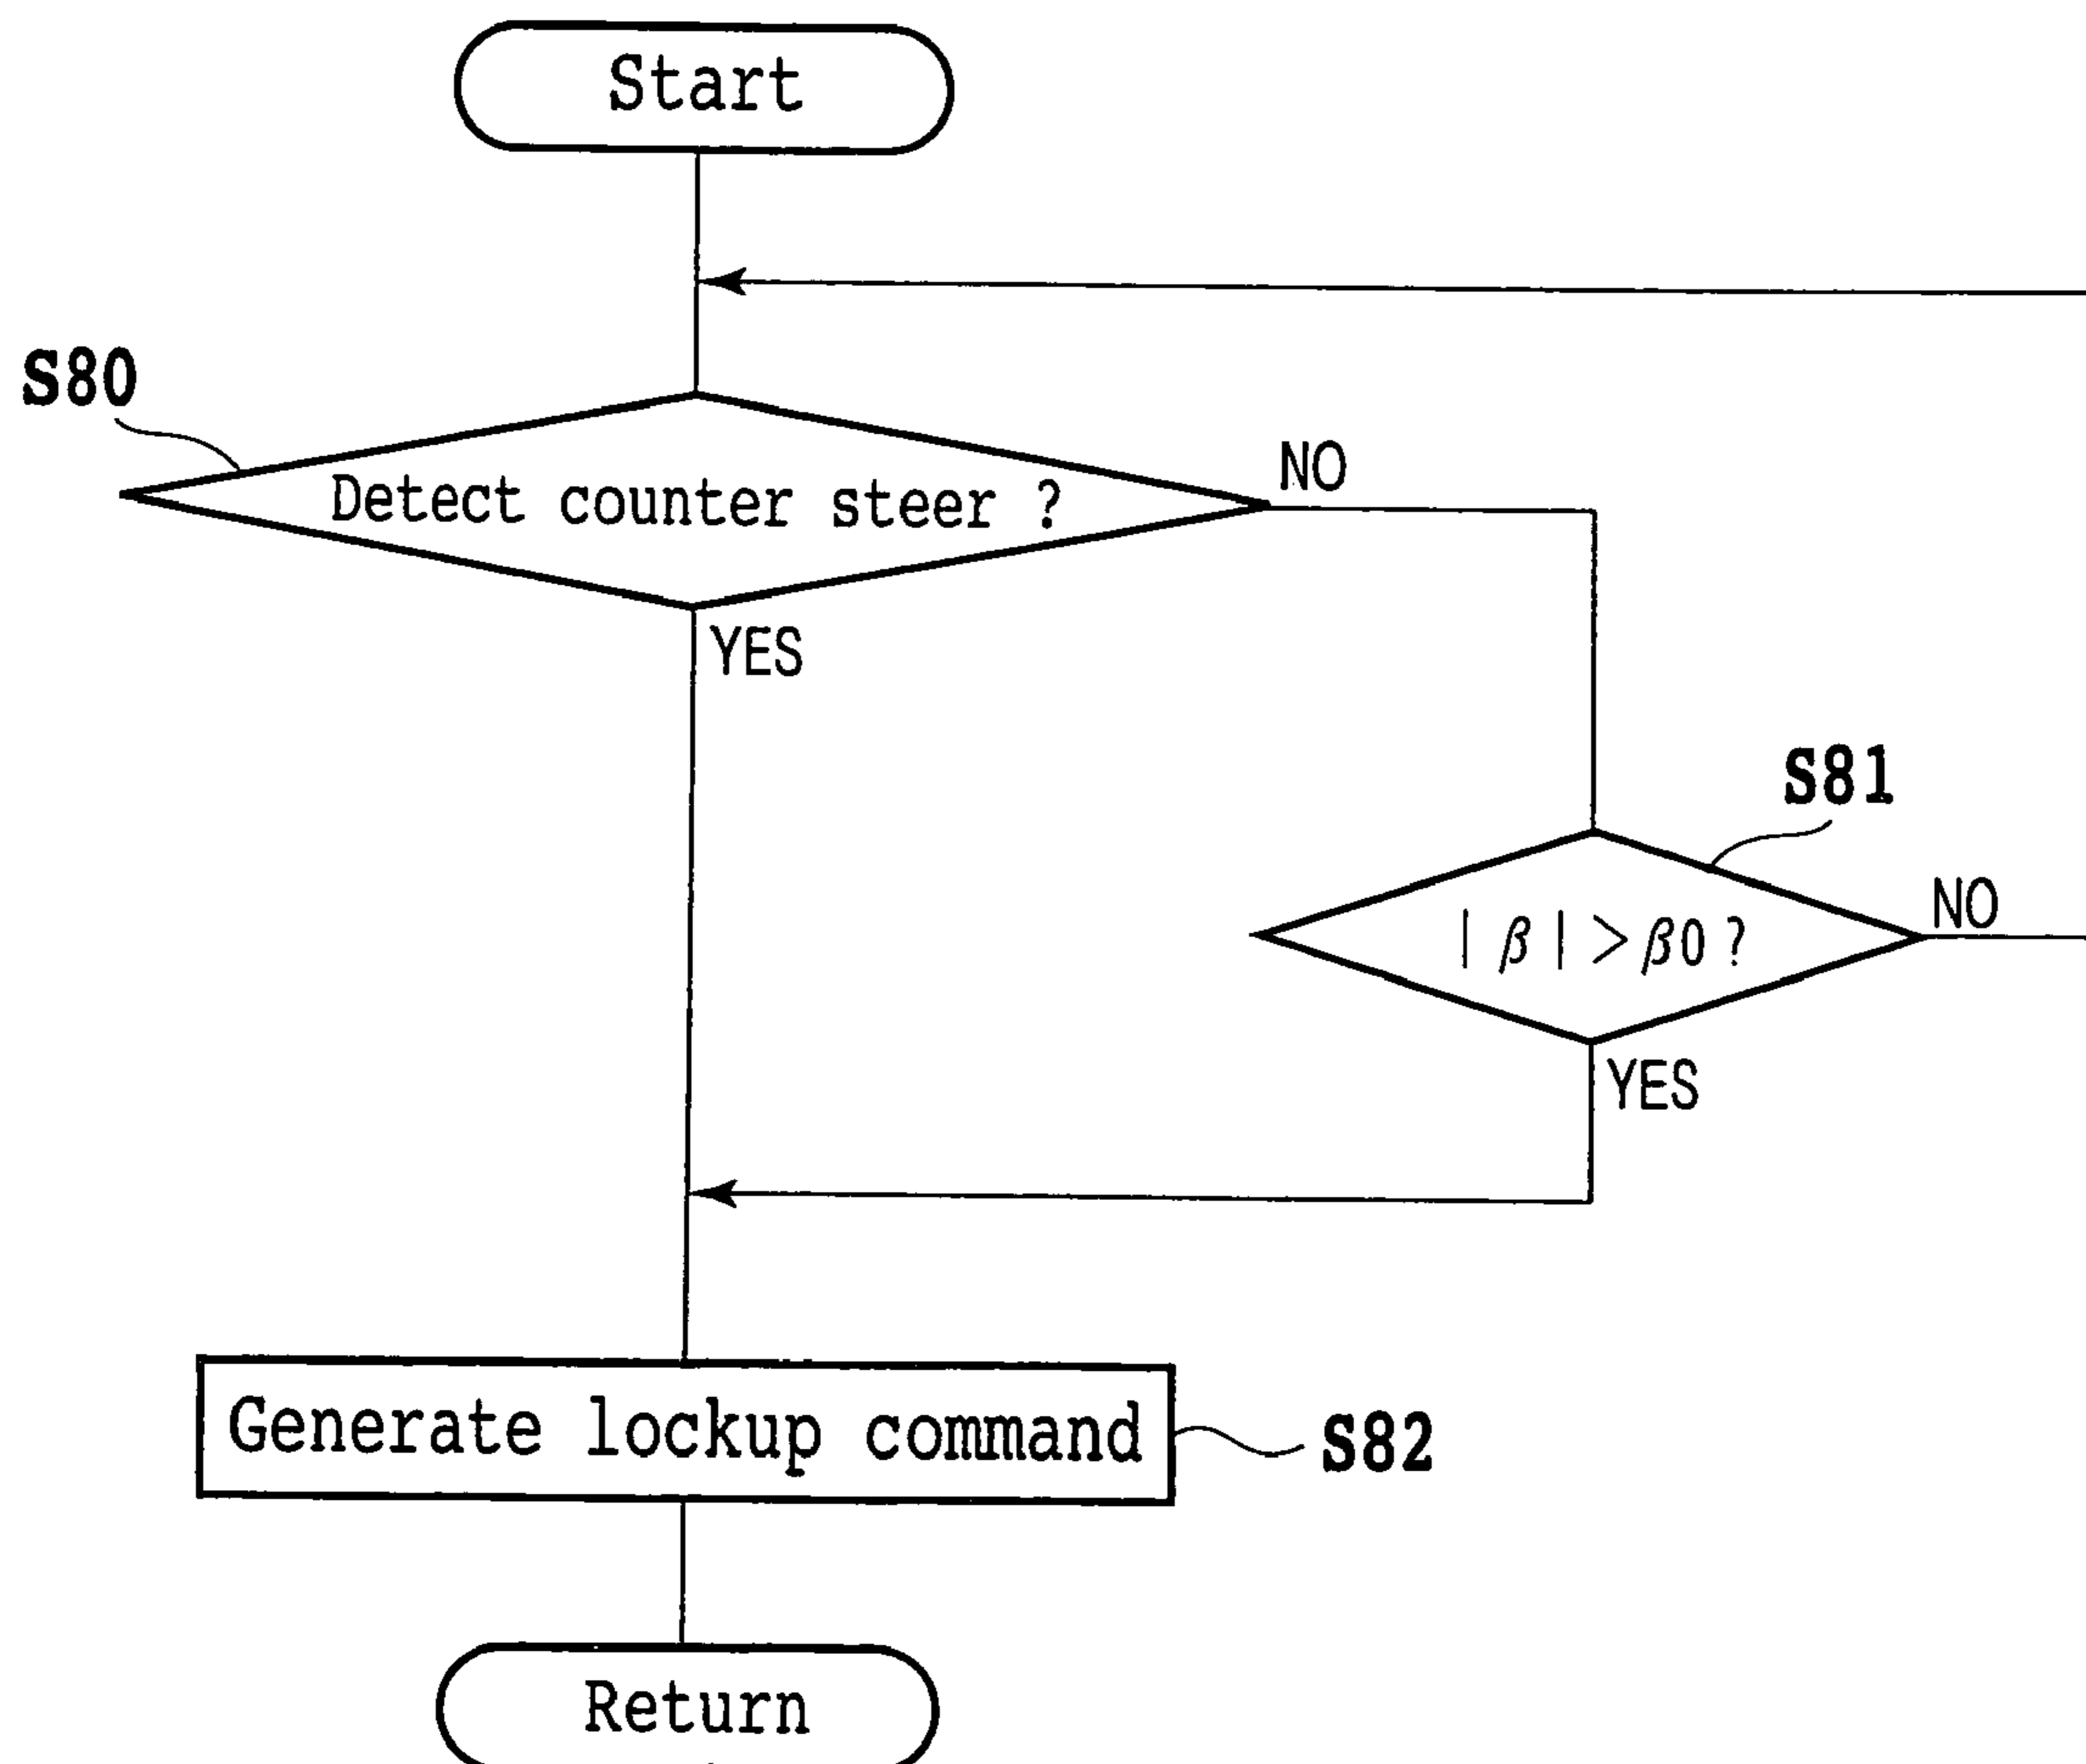 Start
S80
Detect counter steer ?
NO
YES
S81
|β|>β0?
NO
YES
Generate lockup command
S82
Return